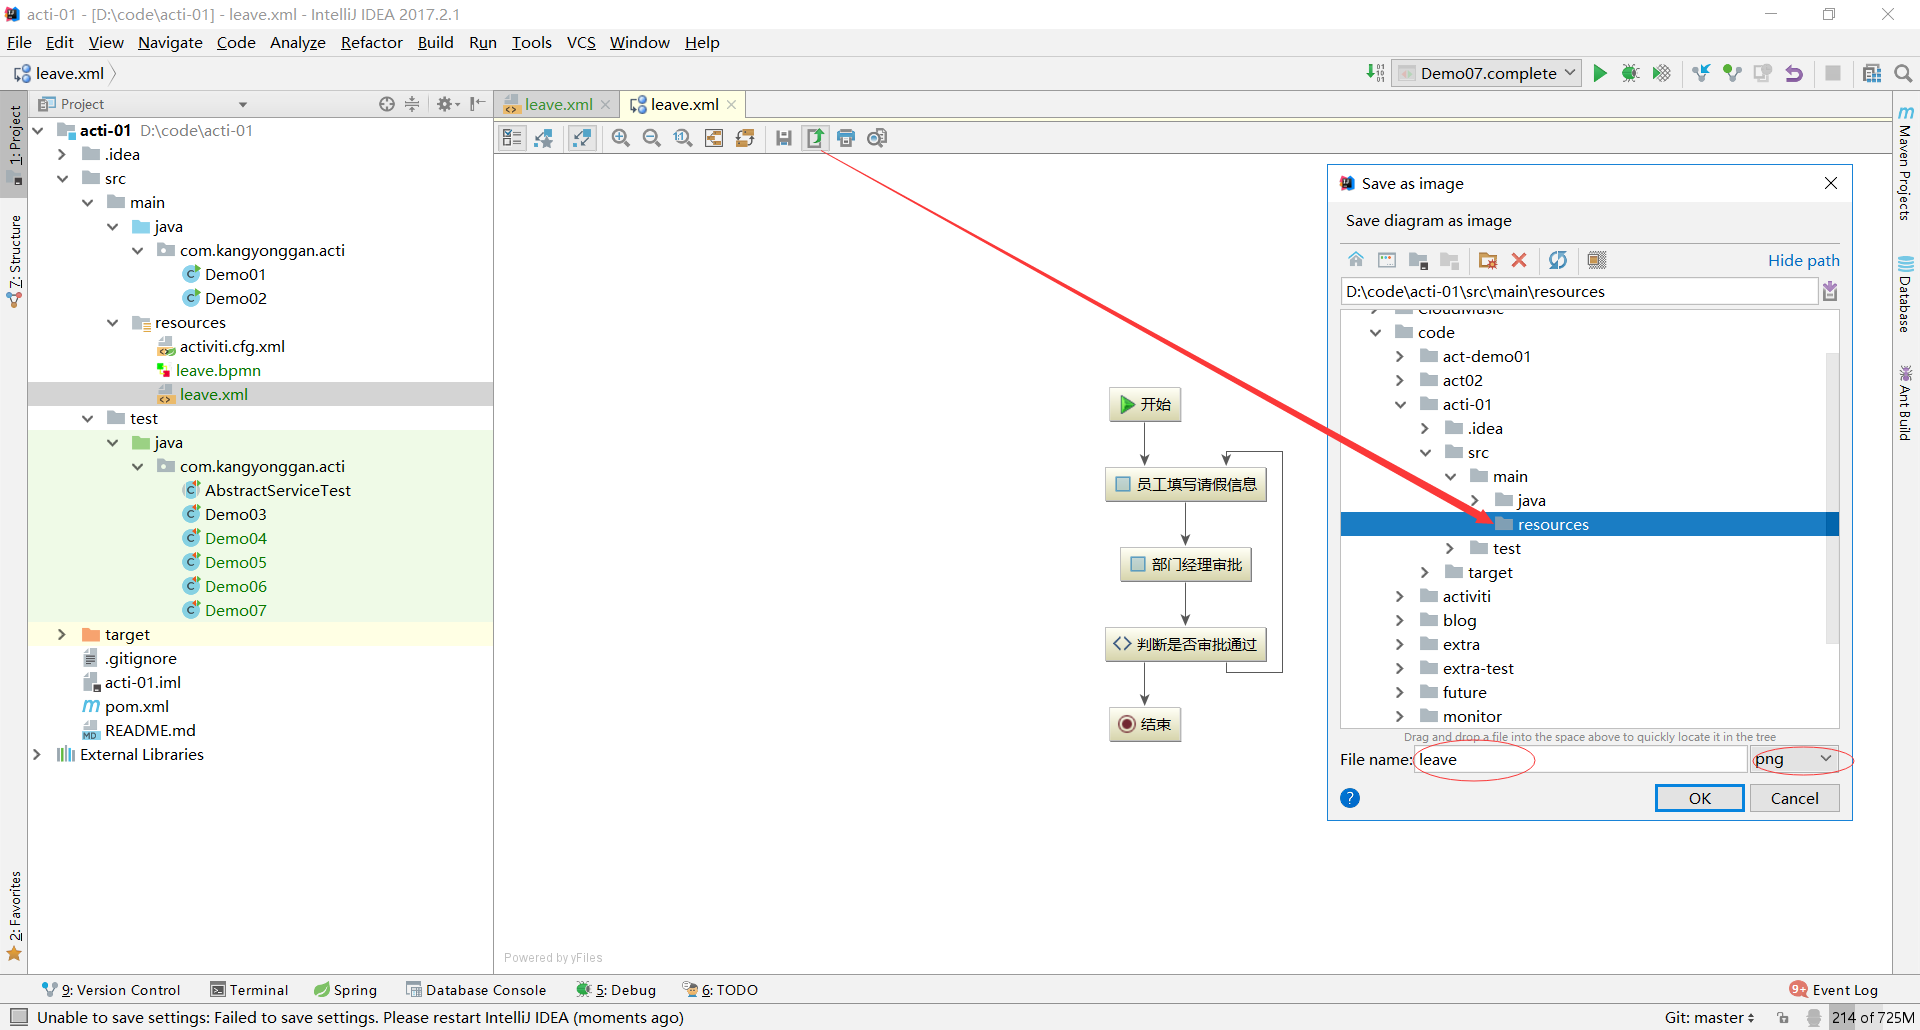 acti-01 - [D:\code\acti-01] - leave.xml - IntelliJ IDEA 2017.2.1
File Edit View Navigate Code Analyze Refactor Build Run Tools VCS Window Help
leave.xml
Demo07.complete
1: Project
7: Structure
2: Favorites
Project
acti-01 D:\code\acti-01
.idea
src
main
java
com.kangyonggan.acti
Demo01
Demo02
resources
activiti.cfg.xml
leave.bpmn
leave.xml
test
java
com.kangyonggan.acti
AbstractServiceTest
Demo03
Demo04
Demo05
Demo06
Demo07
target
.gitignore
acti-01.iml
pom.xml
README.md
External Libraries
leave.xml
leave.xml
开始
员工填写请假信息
部门经理审批
判断是否审批通过
结束
Powered by yFiles
Save as image
Save diagram as image
Hide path
D:\code\acti-01\src\main\resources
CloudMusic
code
act-demo01
act02
acti-01
.idea
src
main
java
resources
test
target
activiti
blog
extra
extra-test
future
monitor
Drag and drop a file into the space above to quickly locate it in the tree
File name: leave png
OK Cancel
Maven Projects
Database
Ant Build
9: Version Control Terminal Spring Database Console 5: Debug 6: TODO 9+ Event Log
Unable to save settings: Failed to save settings. Please restart IntelliJ IDEA (moments ago) Git: master 214 of 725M